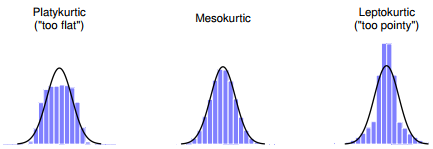 Platykurtic
("too flat")
Mesokurtic
Leptokurtic
("too pointy")